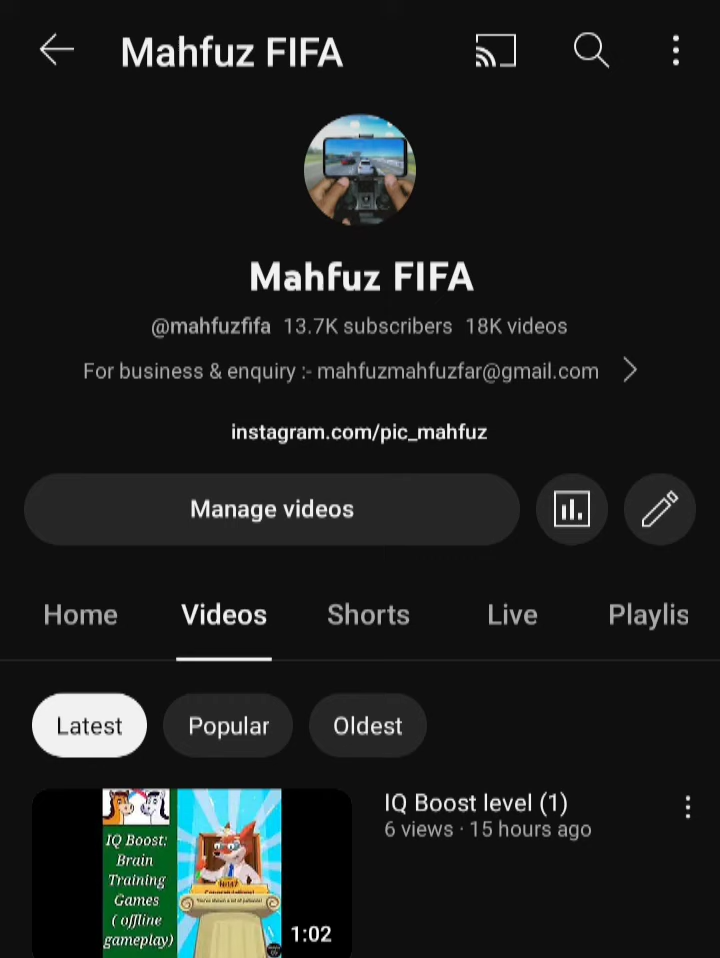 Mahfuz FIFA
Mahfuz FIFA
@mahfuzfifa 13.7K subscribers 18K videos
For business & enquiry :- mahfuzmahfuzfar@gmail.com
instagram.com/pic_mahfuz
Manage videos
Home Videos Shorts Live Playlis
Latest Popular Oldest
IQ Boost level (1)
6 views · 15 hours ago
IQ Boost:
Brain
Training
Games
( offline
gameplay)
1:02